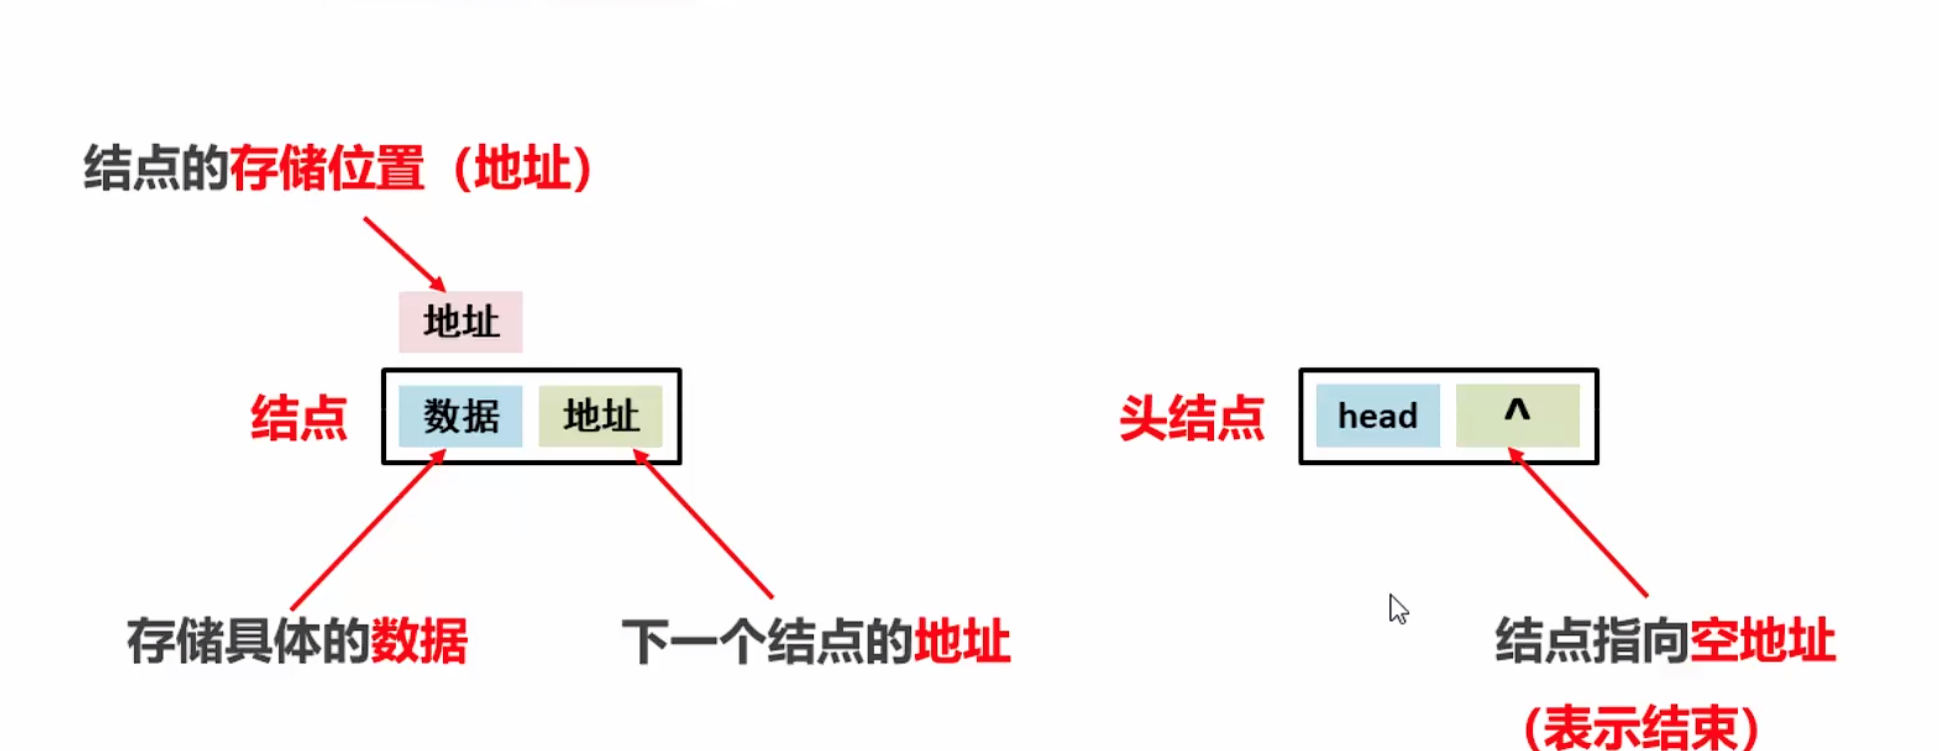 结点的存储位置（地址）
地址
结点
数据 地址
头结点
head ^
存储具体的数据
下一个结点的地址
结点指向空地址
（表示结束）